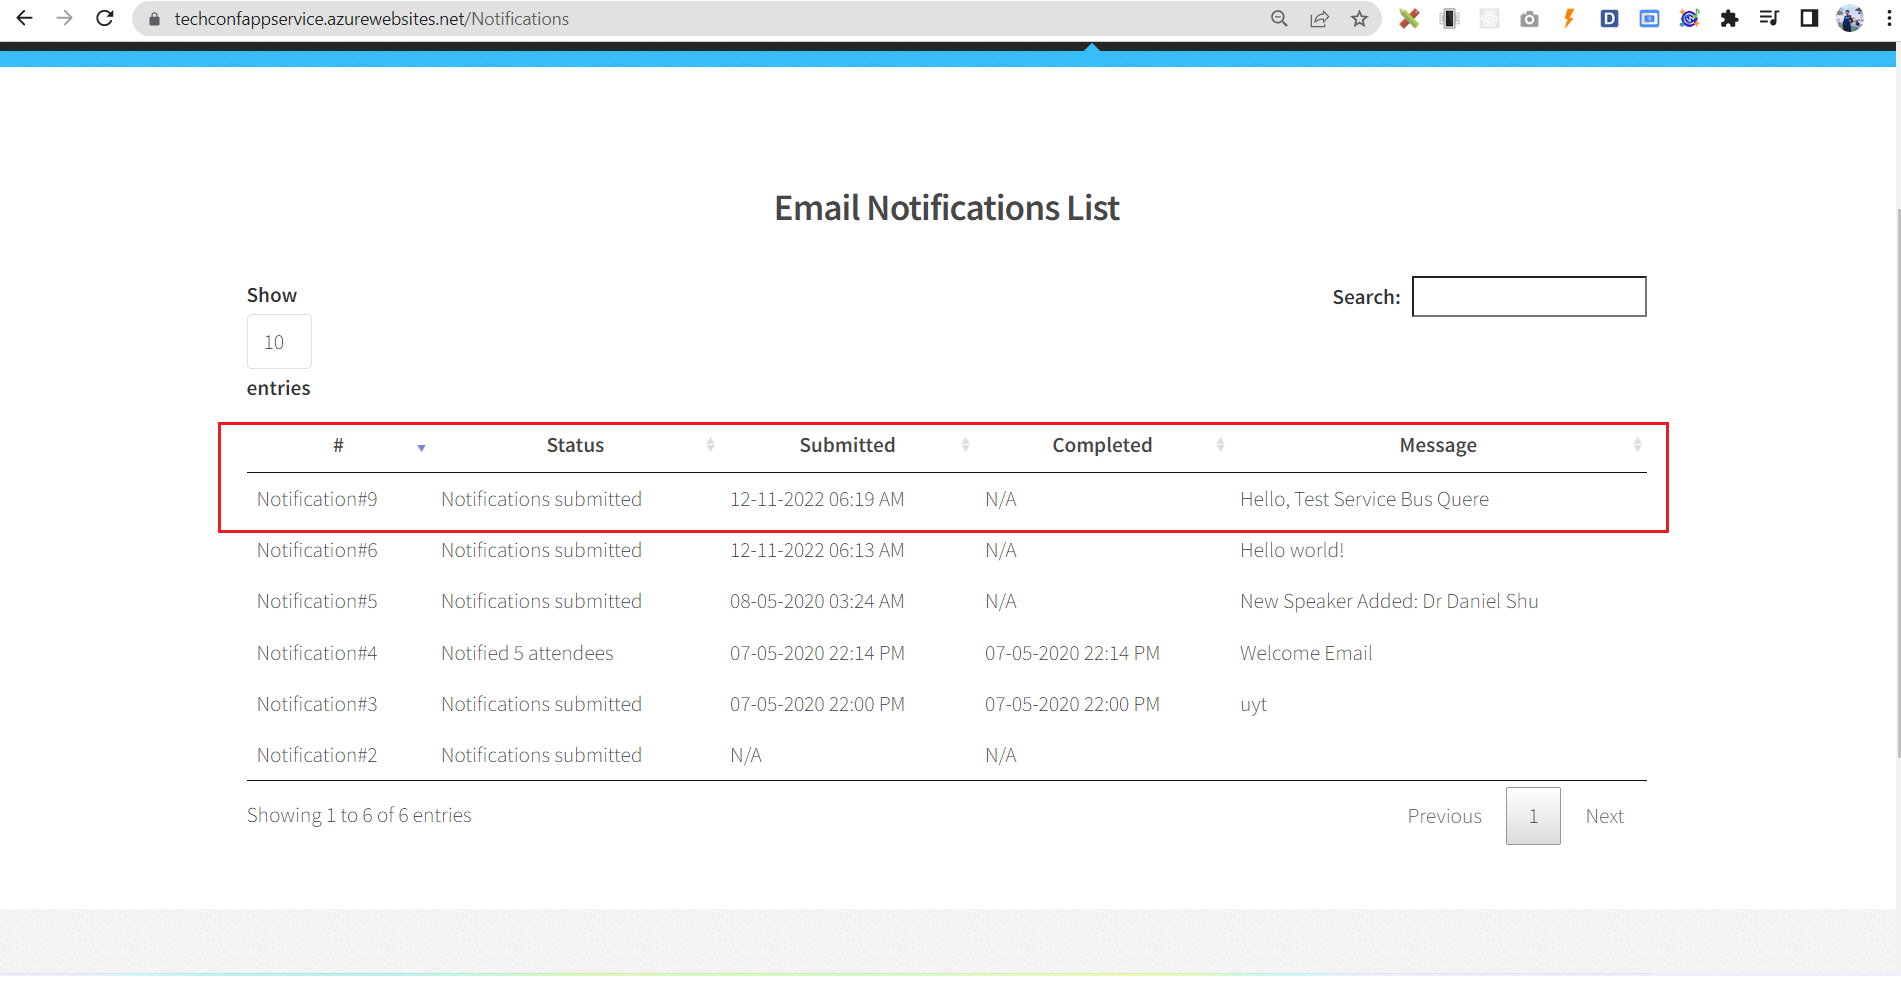 techconfappservice.azurewebsites.net/Notifications
Email Notifications List
Show
10
entries
Search:
# Status Submitted Completed Message
Notification#9 Notifications submitted 12-11-2022 06:19 AM N/A Hello, Test Service Bus Quere
Notification#6 Notifications submitted 12-11-2022 06:13 AM N/A Hello world!
Notification#5 Notifications submitted 08-05-2020 03:24 AM N/A New Speaker Added: Dr Daniel Shu
Notification#4 Notified 5 attendees 07-05-2020 22:14 PM 07-05-2020 22:14 PM Welcome Email
Notification#3 Notifications submitted 07-05-2020 22:00 PM 07-05-2020 22:00 PM uyt
Notification#2 Notifications submitted N/A N/A
Showing 1 to 6 of 6 entries
Previous 1 Next